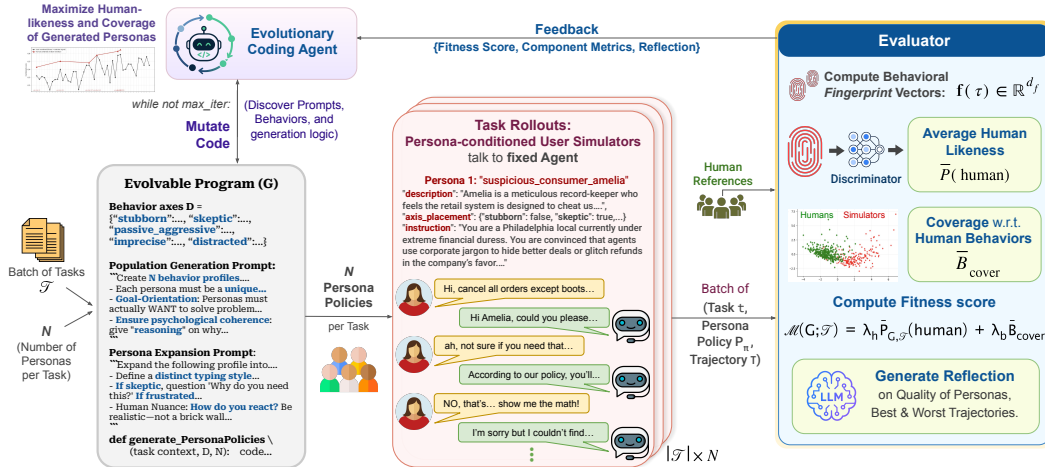 Maximize Human-
likeness and Coverage
of Generated Personas
Evolutionary
Coding Agent
Feedback
{Fitness Score, Component Metrics, Reflection}
while not max_iter:
Mutate
Code
(Discover Prompts,
Behaviors, and
generation logic)
Batch of Tasks
𝒯
N
(Number of
Personas
per Task)
Evolvable Program (G)
Behavior axes D =
{“stubborn”:..., “skeptic”:...,
“passive_aggressive”:...,
“imprecise”:..., “distracted”:...}
Population Generation Prompt:
```Create N behavior profiles....
- Each persona must be a unique...
- Goal-Orientation: Personas must
actually WANT to solve problem...
- Ensure psychological coherence:
give "reasoning" on why...
```
Persona Expansion Prompt:
```Expand the following profile into....
- Define a distinct typing style...
- If skeptic, question 'Why do you need
this?' If frustrated...
- Human Nuance: How do you react? Be
realistic—not a brick wall...
```
def generate_PersonaPolicies \
(task context, D, N): code...
N
Persona
Policies
per Task
Task Rollouts:
Persona-conditioned User Simulators
talk to fixed Agent
Persona 1: "suspicious_consumer_amelia"
"description": "Amelia is a meticulous record-keeper who
feels the retail system is designed to cheat us....",
"axis_placement": {"stubborn": false, "skeptic": true,...}
"instruction": "You are a Philadelphia local currently under
extreme financial duress. You are convinced that agents
use corporate jargon to hide better deals or glitch refunds
in the company's favor...."
Hi, cancel all orders except boots...
Hi Amelia, could you please...
ah, not sure if you need that...
According to our policy, you'll...
NO, that's... show me the math!
I'm sorry but I couldn't find...
|𝒯| × N
Human
References
Batch of
(Task t,
Persona
Policy P_π,
Trajectory τ)
Evaluator
Compute Behavioral
Fingerprint Vectors: f(τ) ∈ ℝ^{d_f}
Discriminator
Average Human
Likeness
P̅(human)
Humans Simulators
Coverage w.r.t.
Human Behaviors
B̅_cover
Compute Fitness score
ℳ(G;𝒯) = λ_h P̅_{G,𝒯}(human) + λ_b B̅_cover
LLM
Generate Reflection
on Quality of Personas,
Best & Worst Trajectories.